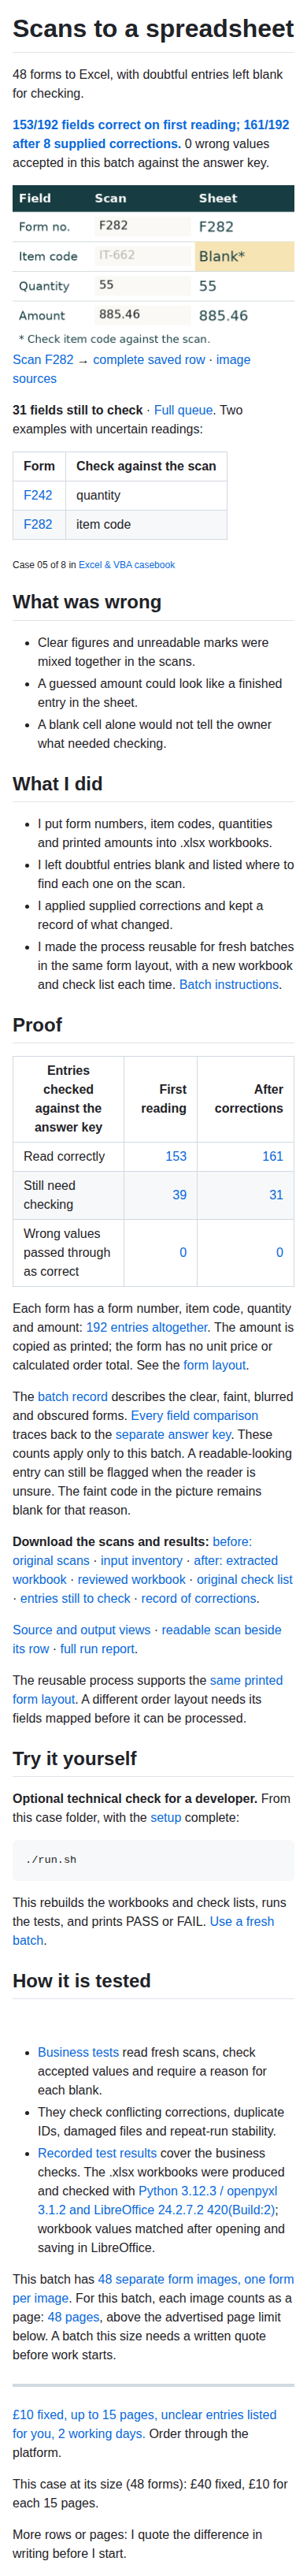 Scans to a spreadsheet
48 forms to Excel, with doubtful entries left blank
for checking.
153/192 fields correct on first reading; 161/192
after 8 supplied corrections. 0 wrong values
accepted in this batch against the answer key.
Field Scan Sheet
Form no. F282 F282
Item code IT-662 Blank*
Quantity 55 55
Amount 885.46 885.46
* Check item code against the scan.
Scan F282 → complete saved row · image
sources
31 fields still to check · Full queue. Two
examples with uncertain readings:
Form Check against the scan
F242 quantity
F282 item code
Case 05 of 8 in Excel & VBA casebook
What was wrong
• Clear figures and unreadable marks were
mixed together in the scans.
• A guessed amount could look like a finished
entry in the sheet.
• A blank cell alone would not tell the owner
what needed checking.
What I did
• I put form numbers, item codes, quantities
and printed amounts into .xlsx workbooks.
• I left doubtful entries blank and listed where to
find each one on the scan.
• I applied supplied corrections and kept a
record of what changed.
• I made the process reusable for fresh batches
in the same form layout, with a new workbook
and check list each time. Batch instructions.
Proof
Entries
checked
against the
answer key
First
reading
After
corrections
Read correctly 153 161
Still need
checking
39 31
Wrong values
passed through
as correct
0 0
Each form has a form number, item code, quantity
and amount: 192 entries altogether. The amount is
copied as printed; the form has no unit price or
calculated order total. See the form layout.
The batch record describes the clear, faint, blurred
and obscured forms. Every field comparison
traces back to the separate answer key. These
counts apply only to this batch. A readable-looking
entry can still be flagged when the reader is
unsure. The faint code in the picture remains
blank for that reason.
Download the scans and results: before:
original scans · input inventory · after: extracted
workbook · reviewed workbook · original check list
· entries still to check · record of corrections.
Source and output views · readable scan beside
its row · full run report.
The reusable process supports the same printed
form layout. A different order layout needs its
fields mapped before it can be processed.
Try it yourself
Optional technical check for a developer. From
this case folder, with the setup complete:
./run.sh
This rebuilds the workbooks and check lists, runs
the tests, and prints PASS or FAIL. Use a fresh
batch.
How it is tested
• Business tests read fresh scans, check
accepted values and require a reason for
each blank.
• They check conflicting corrections, duplicate
IDs, damaged files and repeat-run stability.
• Recorded test results cover the business
checks. The .xlsx workbooks were produced
and checked with Python 3.12.3 / openpyxl
3.1.2 and LibreOffice 24.2.7.2 420(Build:2);
workbook values matched after opening and
saving in LibreOffice.
This batch has 48 separate form images, one form
per image. For this batch, each image counts as a
page: 48 pages, above the advertised page limit
below. A batch this size needs a written quote
before work starts.
£10 fixed, up to 15 pages, unclear entries listed
for you, 2 working days. Order through the
platform.
This case at its size (48 forms): £40 fixed, £10 for
each 15 pages.
More rows or pages: I quote the difference in
writing before I start.